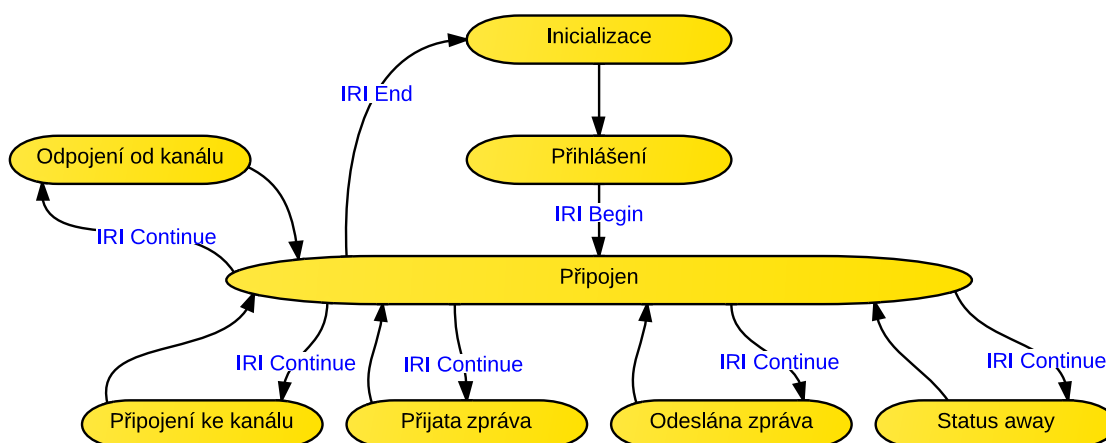 Inicializace
IRI End
Odpojení od kanálu
Přihlášení
IRI Begin
IRI Continue
Připojen
IRI Continue
IRI Continue
IRI Continue
IRI Continue
Připojení ke kanálu
Přijata zpráva
Odeslána zpráva
Status away